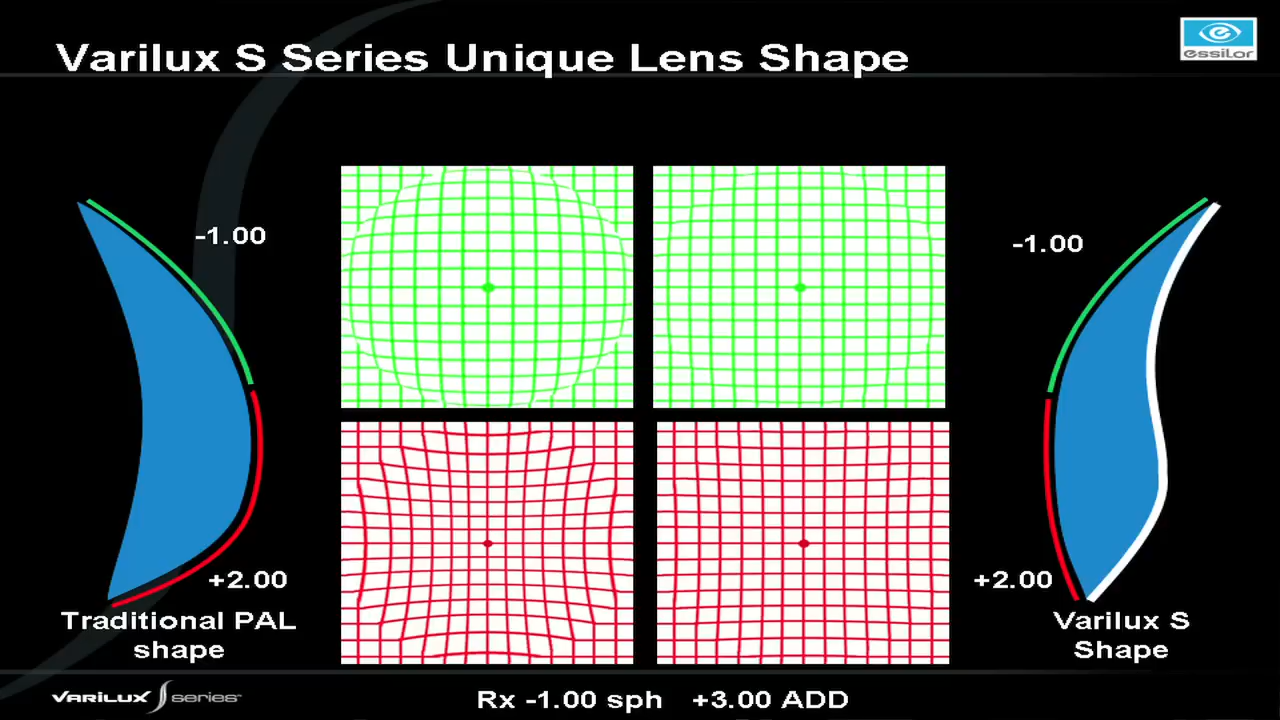 Varilux S Series Unique Lens Shape
essilor
-1.00
-1.00
+2.00
+2.00
Traditional PAL
shape
Varilux S
Shape
VARILUX S series
Rx -1.00 sph +3.00 ADD